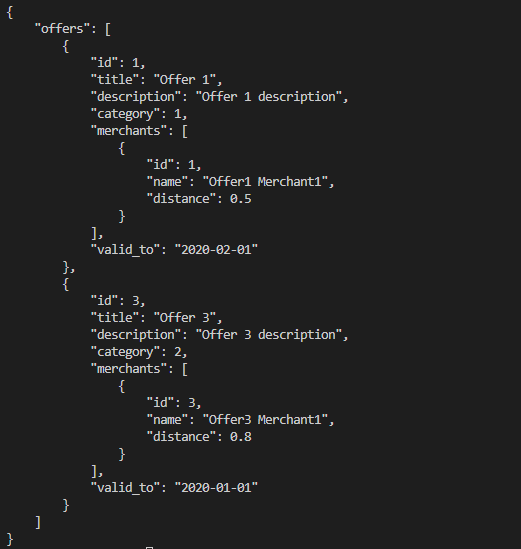 {
    "offers": [
        {
            "id": 1,
            "title": "Offer 1",
            "description": "Offer 1 description",
            "category": 1,
            "merchants": [
                {
                    "id": 1,
                    "name": "Offer1 Merchant1",
                    "distance": 0.5
                }
            ],
            "valid_to": "2020-02-01"
        },
        {
            "id": 3,
            "title": "Offer 3",
            "description": "Offer 3 description",
            "category": 2,
            "merchants": [
                {
                    "id": 3,
                    "name": "Offer3 Merchant1",
                    "distance": 0.8
                }
            ],
            "valid_to": "2020-01-01"
        }
    ]
}